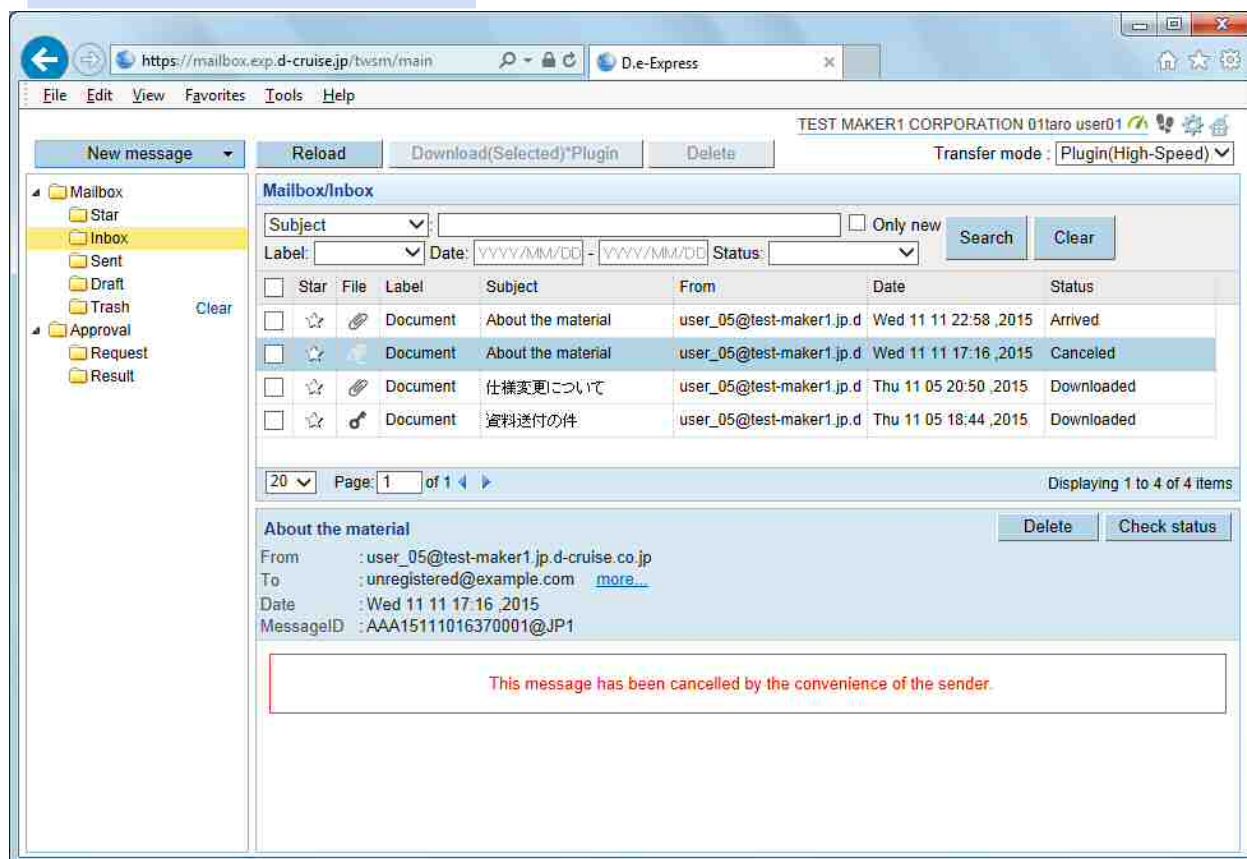 https://mailbox.exp.d-cruise.jp/twsm/main D.e-Express
File Edit View Favorites Tools Help
TEST MAKER1 CORPORATION 01taro user01
New message Reload Download(Selected)*Plugin Delete Transfer mode : Plugin(High-Speed)
Mailbox
Star
Inbox
Sent
Draft
Trash Clear
Approval
Request
Result
Mailbox/Inbox
Subject : Only new Search Clear
Label: Date: YYYY/MM/DD - YYYY/MM/DD Status:
Star File Label Subject From Date Status
Document About the material user_05@test-maker1.jp.d Wed 11 11 22:58 ,2015 Arrived
Document About the material user_05@test-maker1.jp.d Wed 11 11 17:16 ,2015 Canceled
Document 仕様変更について user_05@test-maker1.jp.d Thu 11 05 20:50 ,2015 Downloaded
Document 資料送付の件 user_05@test-maker1.jp.d Thu 11 05 18:44 ,2015 Downloaded
20 Page: 1 of 1 Displaying 1 to 4 of 4 items
About the material Delete Check status
From : user_05@test-maker1.jp.d-cruise.co.jp
To : unregistered@example.com more...
Date : Wed 11 11 17:16 ,2015
MessageID : AAA15111016370001@JP1
This message has been cancelled by the convenience of the sender.